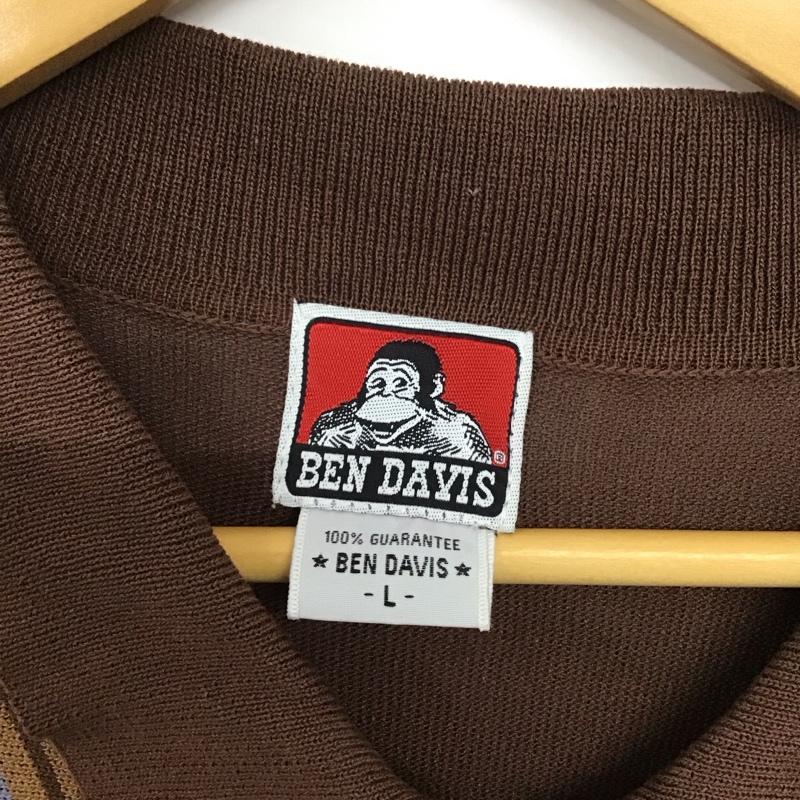 ®
BEN DAVIS
100% GUARANTEE
★ BEN DAVIS ★
- L -